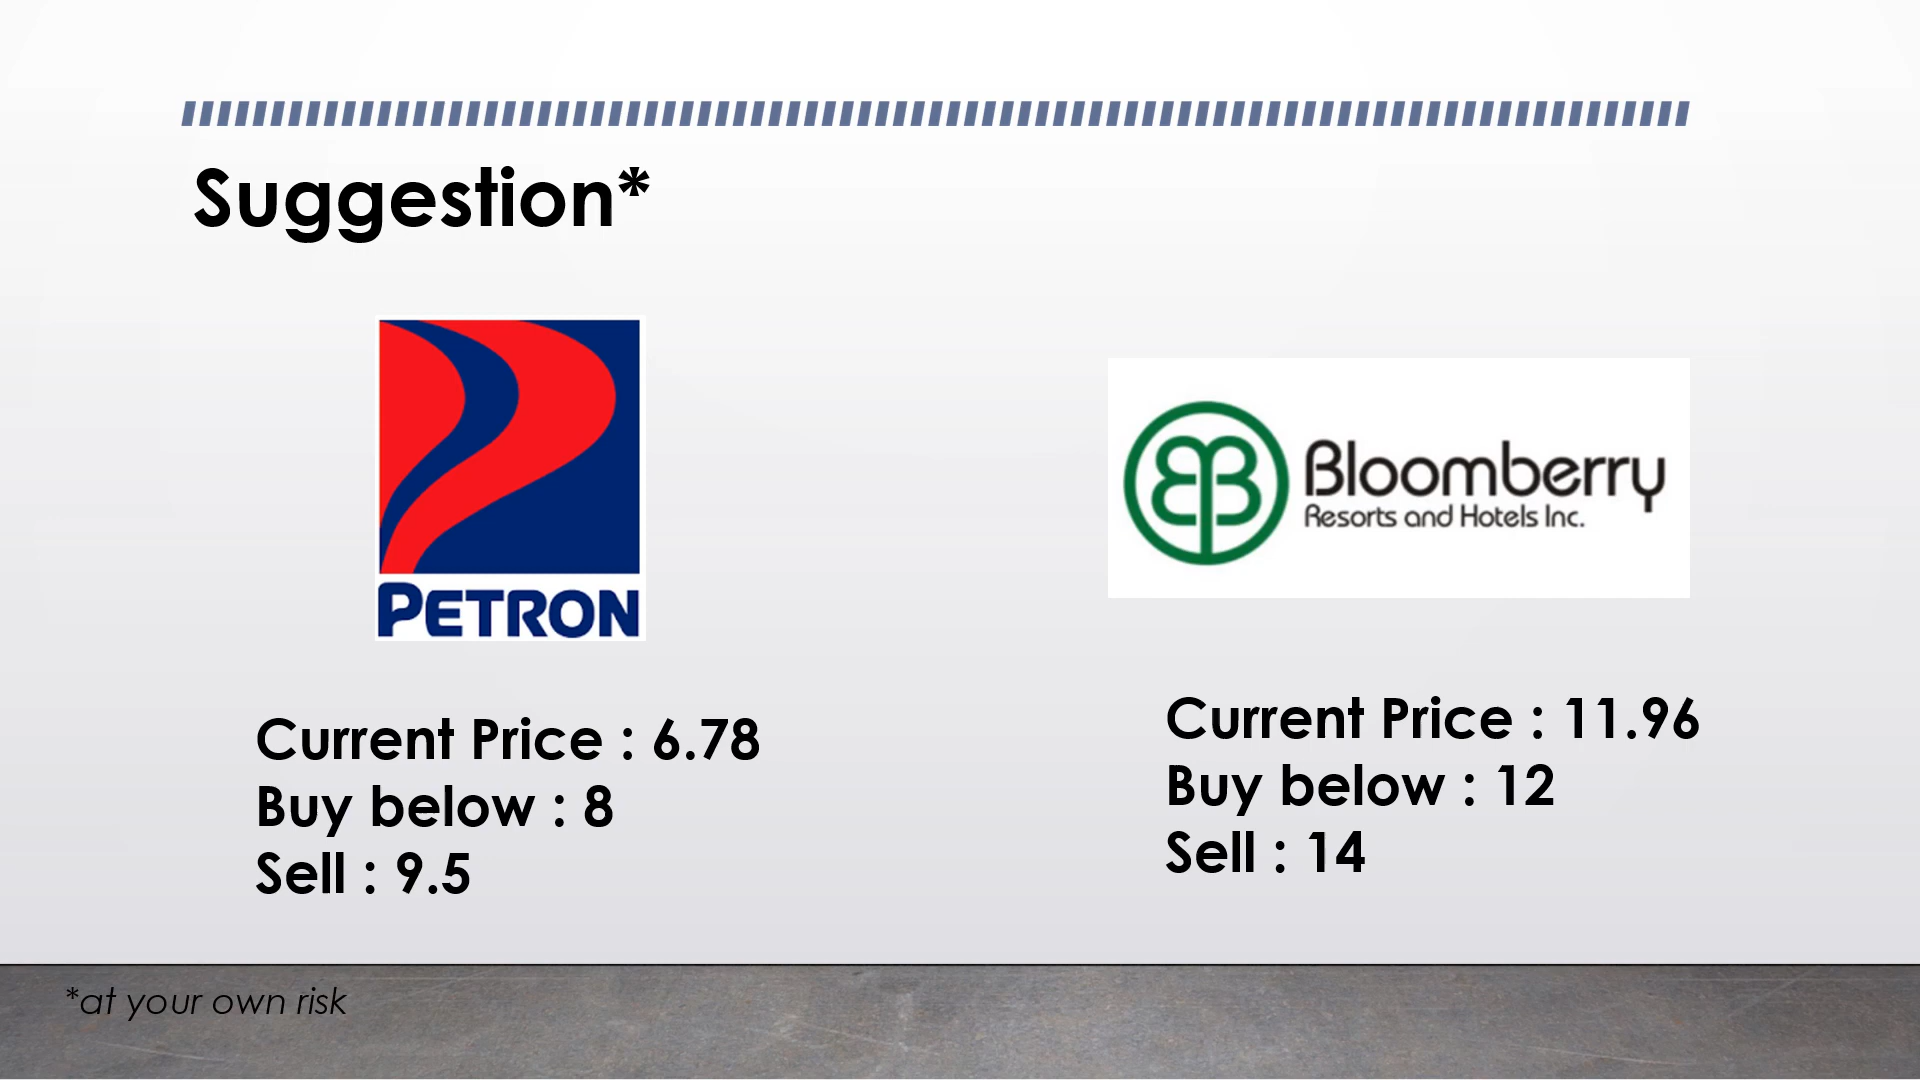 Suggestion*
PETRON
Current Price : 6.78
Buy below : 8
Sell : 9.5
Bloomberry
Resorts and Hotels Inc.
Current Price : 11.96
Buy below : 12
Sell : 14
*at your own risk